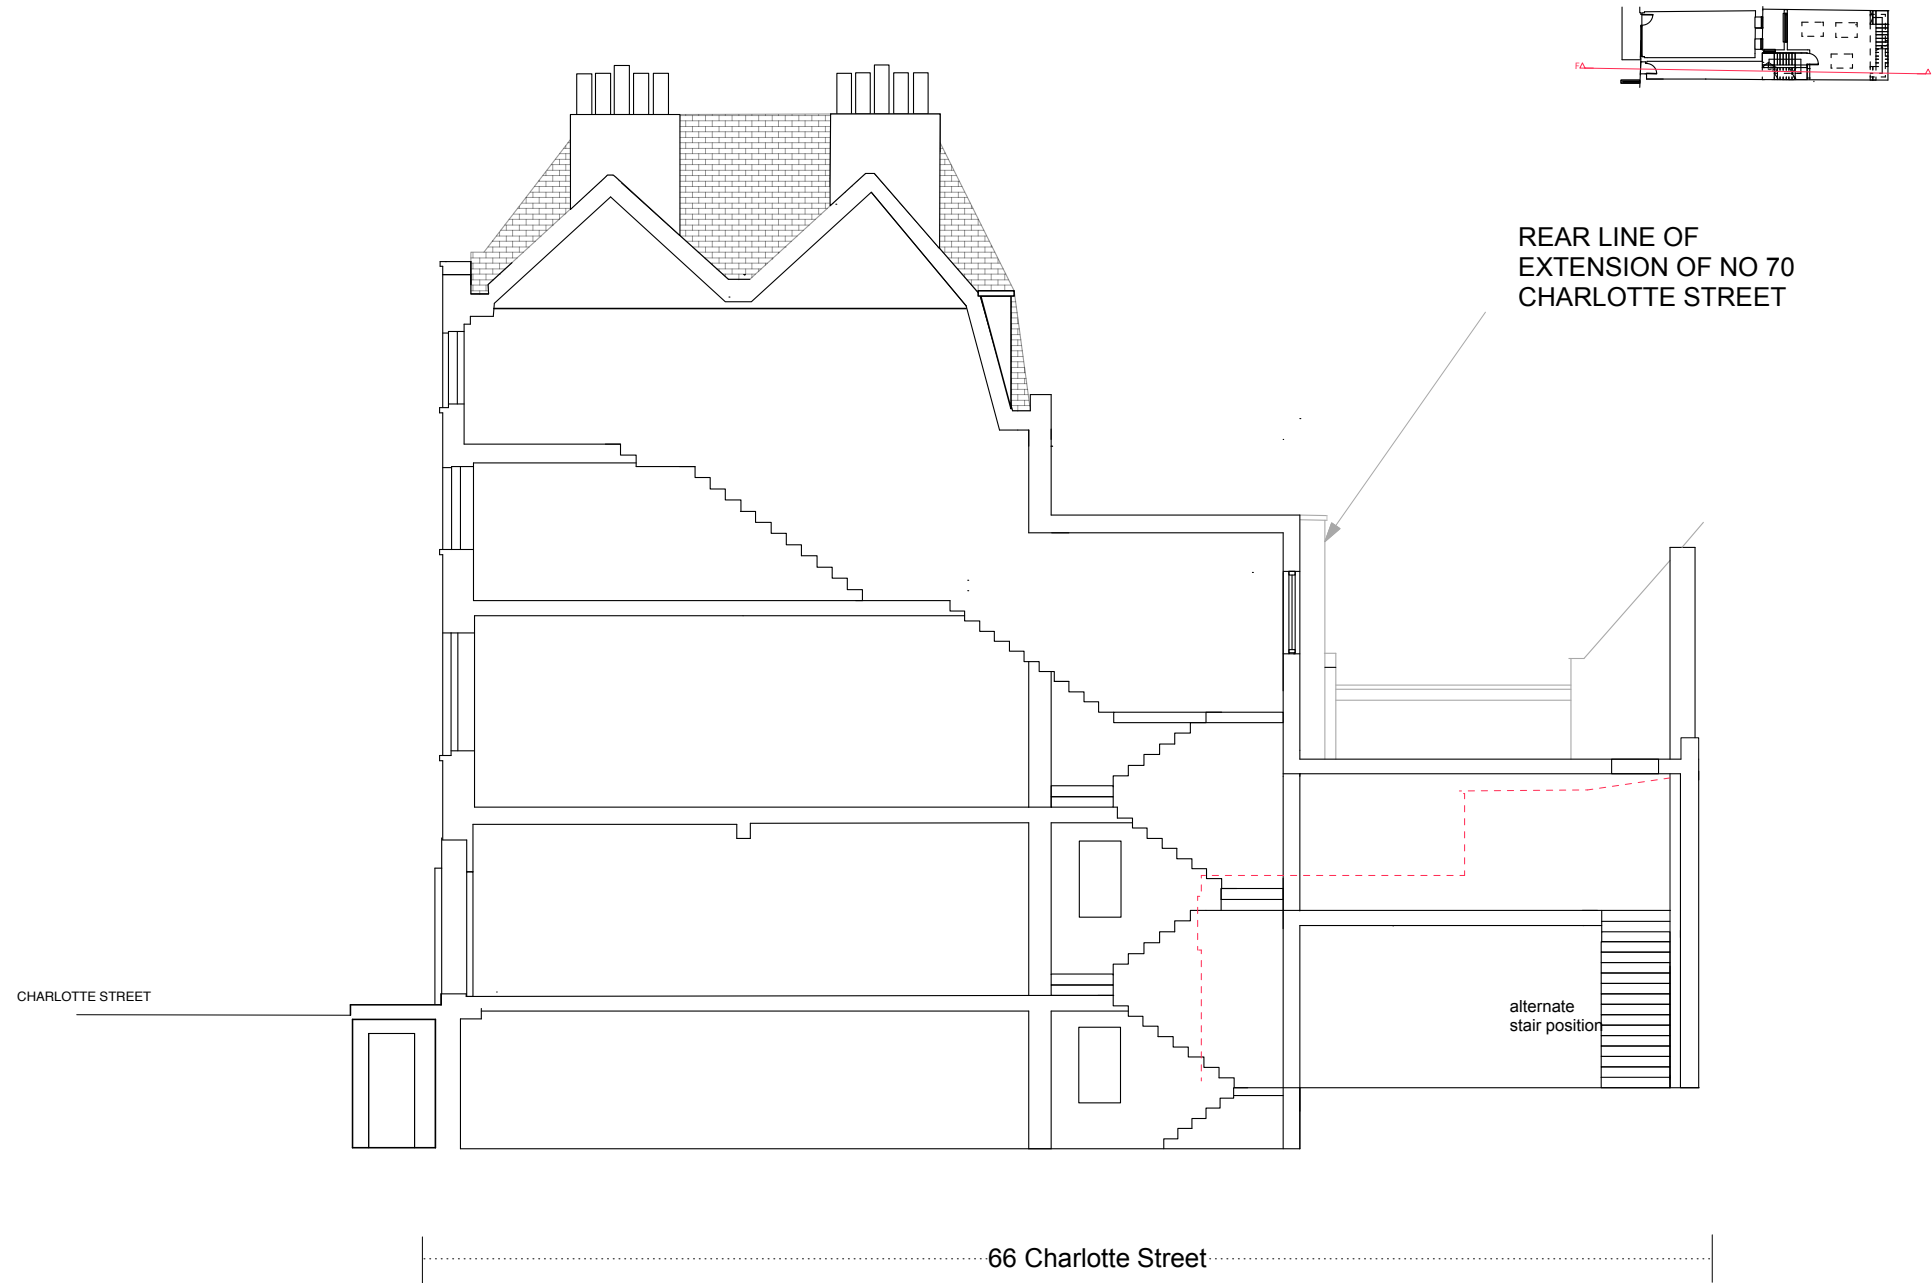 F
REAR LINE OF
EXTENSION OF NO 70
CHARLOTTE STREET
CHARLOTTE STREET
alternate
stair position
66 Charlotte Street